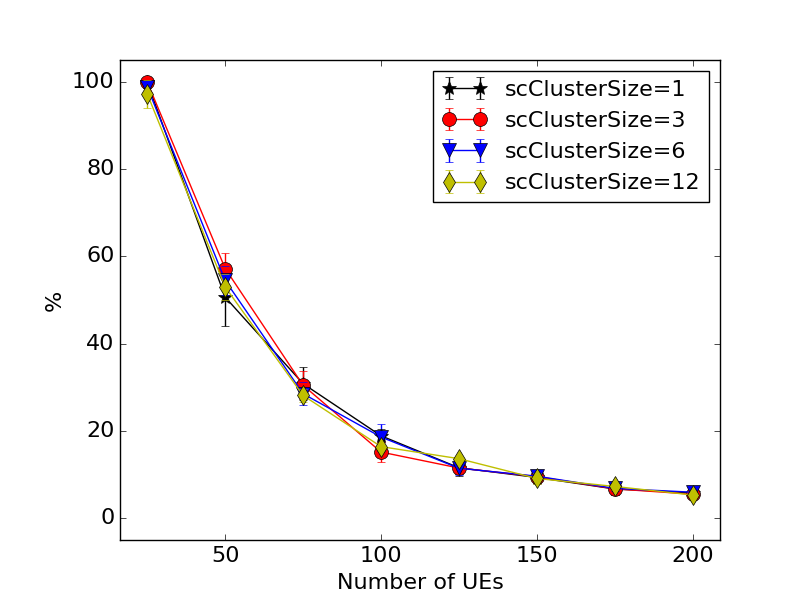 scClusterSize=1
scClusterSize=3
scClusterSize=6
scClusterSize=12
%
100
80
60
40
20
0
50 100 150 200
Number of UEs